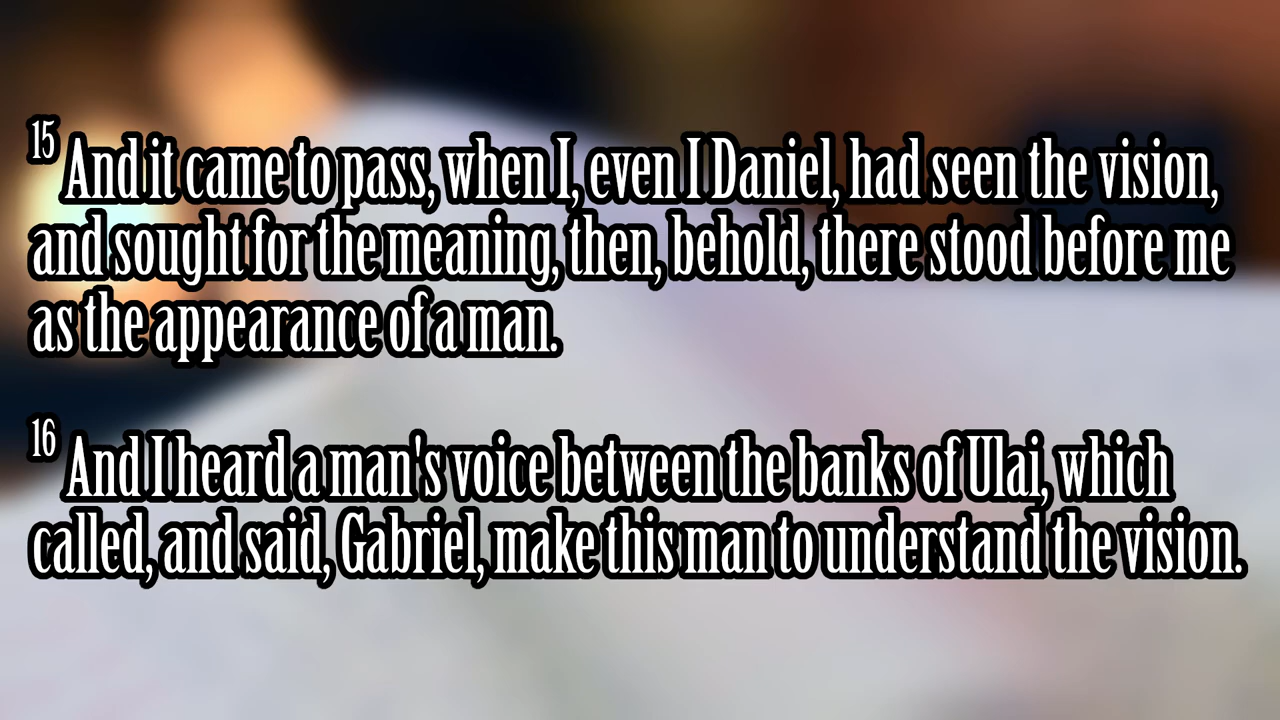 15 And it came to pass, when I, even I Daniel, had seen the vision,
and sought for the meaning, then, behold, there stood before me
as the appearance of a man.
16 And I heard a man's voice between the banks of Ulai, which
called, and said, Gabriel, make this man to understand the vision.